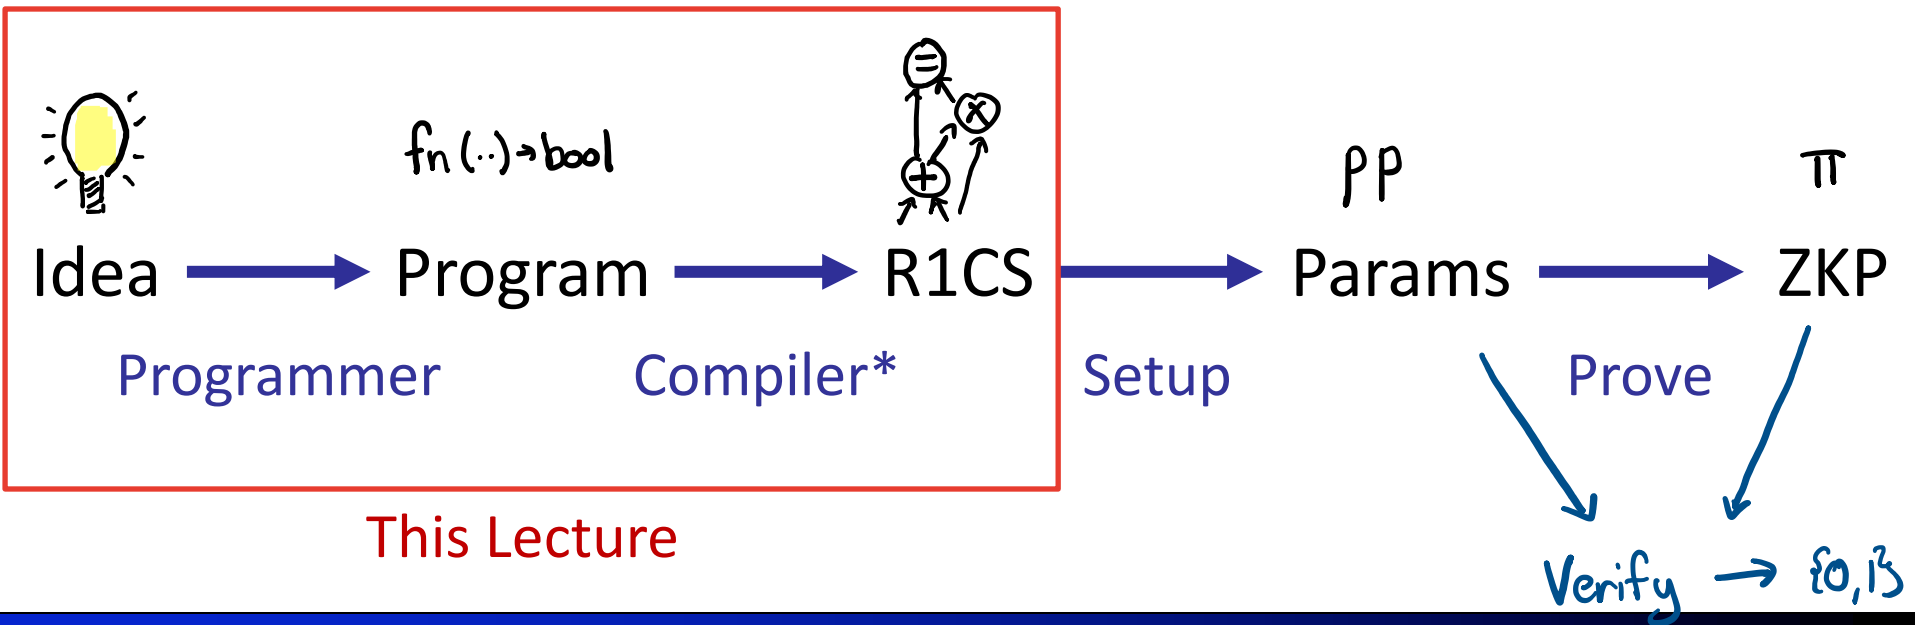 fn (..) → bool
=
x
+
pp
π
Idea → Program → R1CS → Params → ZKP
Programmer Compiler* Setup Prove
This Lecture
Verify → {0,1}